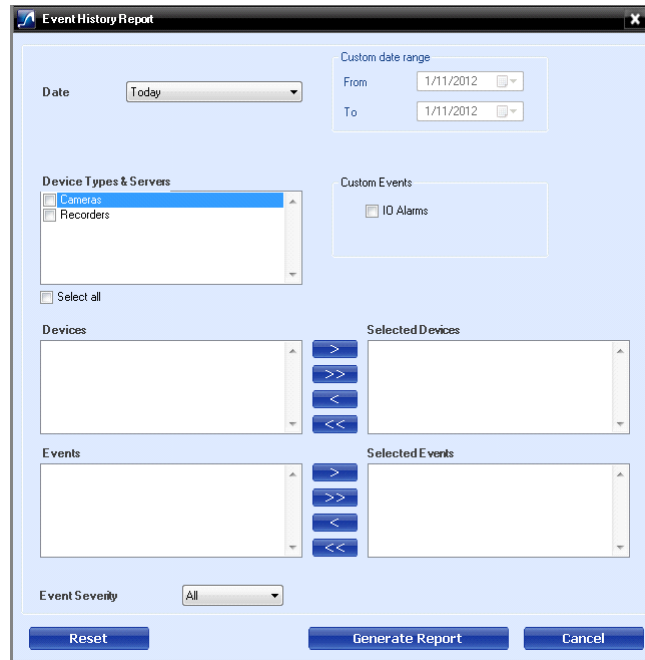 Event History Report
x
Custom date range
Date
Today
From
1/11/2012
To
1/11/2012
Device Types & Servers
Cameras
Recorders
Custom Events
IO Alarms
Select all
Devices
Selected Devices
>
>>
<
<<
Events
Selected Events
>
>>
<
<<
Event Severity
All
Reset
Generate Report
Cancel